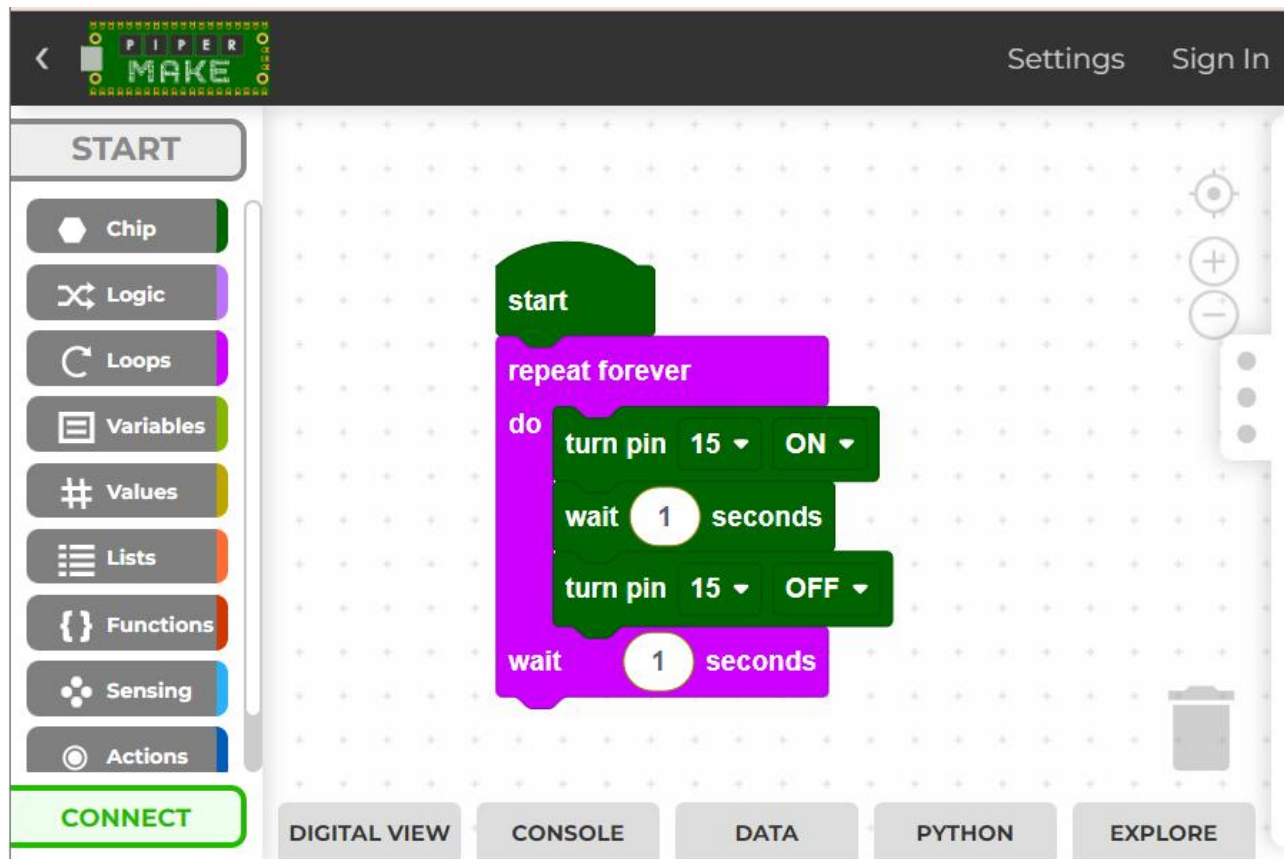 PIPER
MAKE
Settings Sign In
START
Chip
Logic
Loops
Variables
Values
Lists
Functions
Sensing
Actions
CONNECT
start
repeat forever
do
turn pin 15 ON
wait 1 seconds
turn pin 15 OFF
wait 1 seconds
DIGITAL VIEW CONSOLE DATA PYTHON EXPLORE